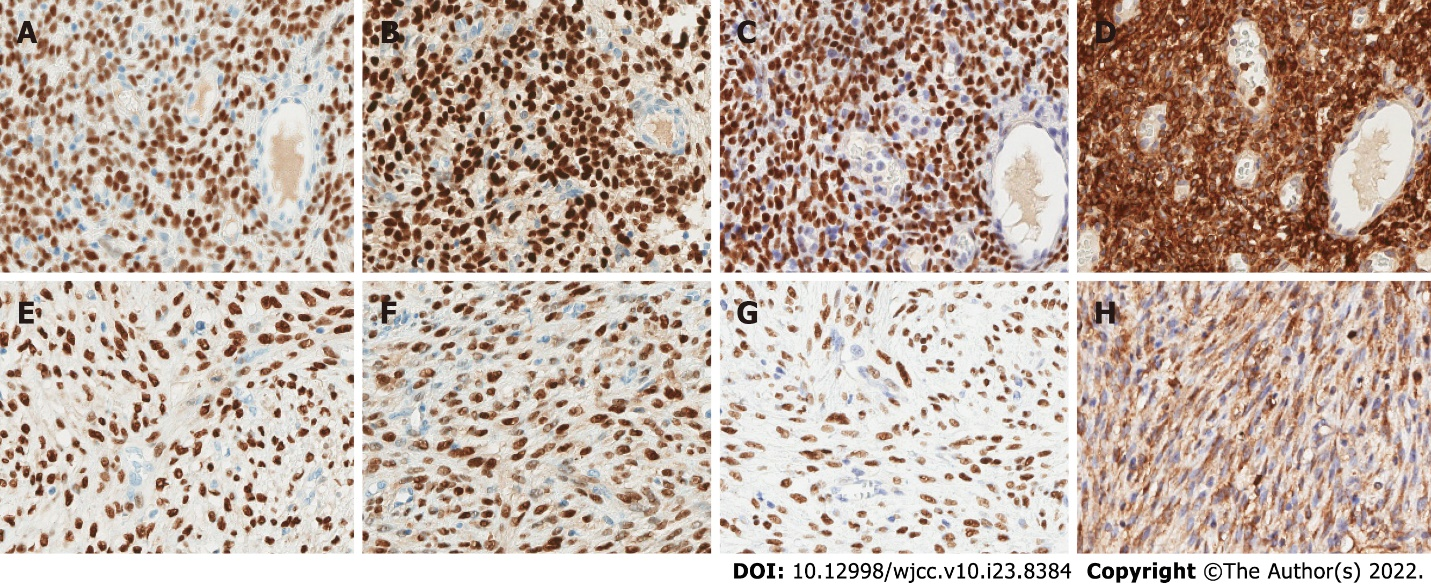 A B C D
E F G H
DOI: 10.12998/wjcc.v10.i23.8384 Copyright ©The Author(s) 2022.